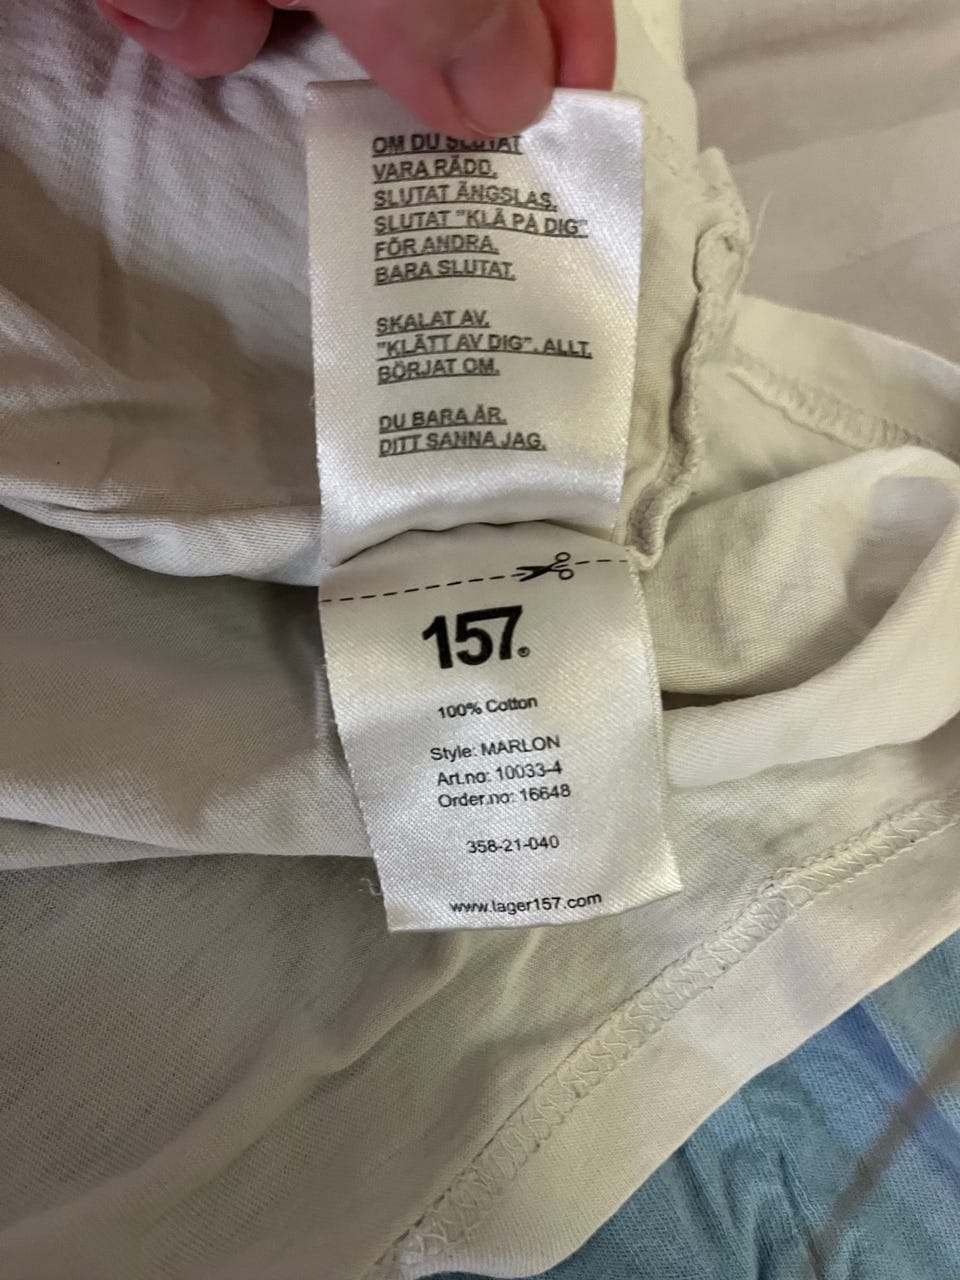 OM DU SLUTAT
VARA RÄDD.
SLUTAT ÄNGSLAS.
SLUTAT "KLÄ PÅ DIG"
FÖR ANDRA.
BARA SLUTAT.
SKALAT AV.
"KLÄTT AV DIG". ALLT.
BÖRJAT OM.
DU BARA ÄR.
DITT SANNA JAG.
157®
100% Cotton
Style: MARLON
Art.no: 10033-4
Order.no: 16648
358-21-040
www.lager157.com